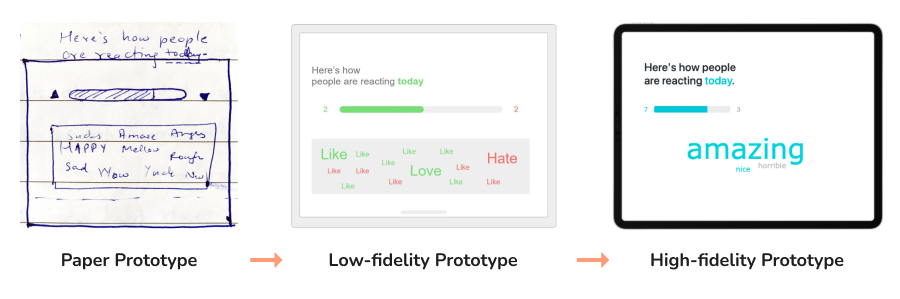 Here's how people
are reacting today.
Sucks Amaze Angry
HAPPY Mellow
Rough
Sad Wow Yuck New
Paper Prototype
Here's how
people are reacting today
2 2
Like Like Like Like Hate
Like Like Like Like Love Like
Like Like Like Like
Low-fidelity Prototype
Here's how people
are reacting today.
7 3
amazing
nice horrible
High-fidelity Prototype